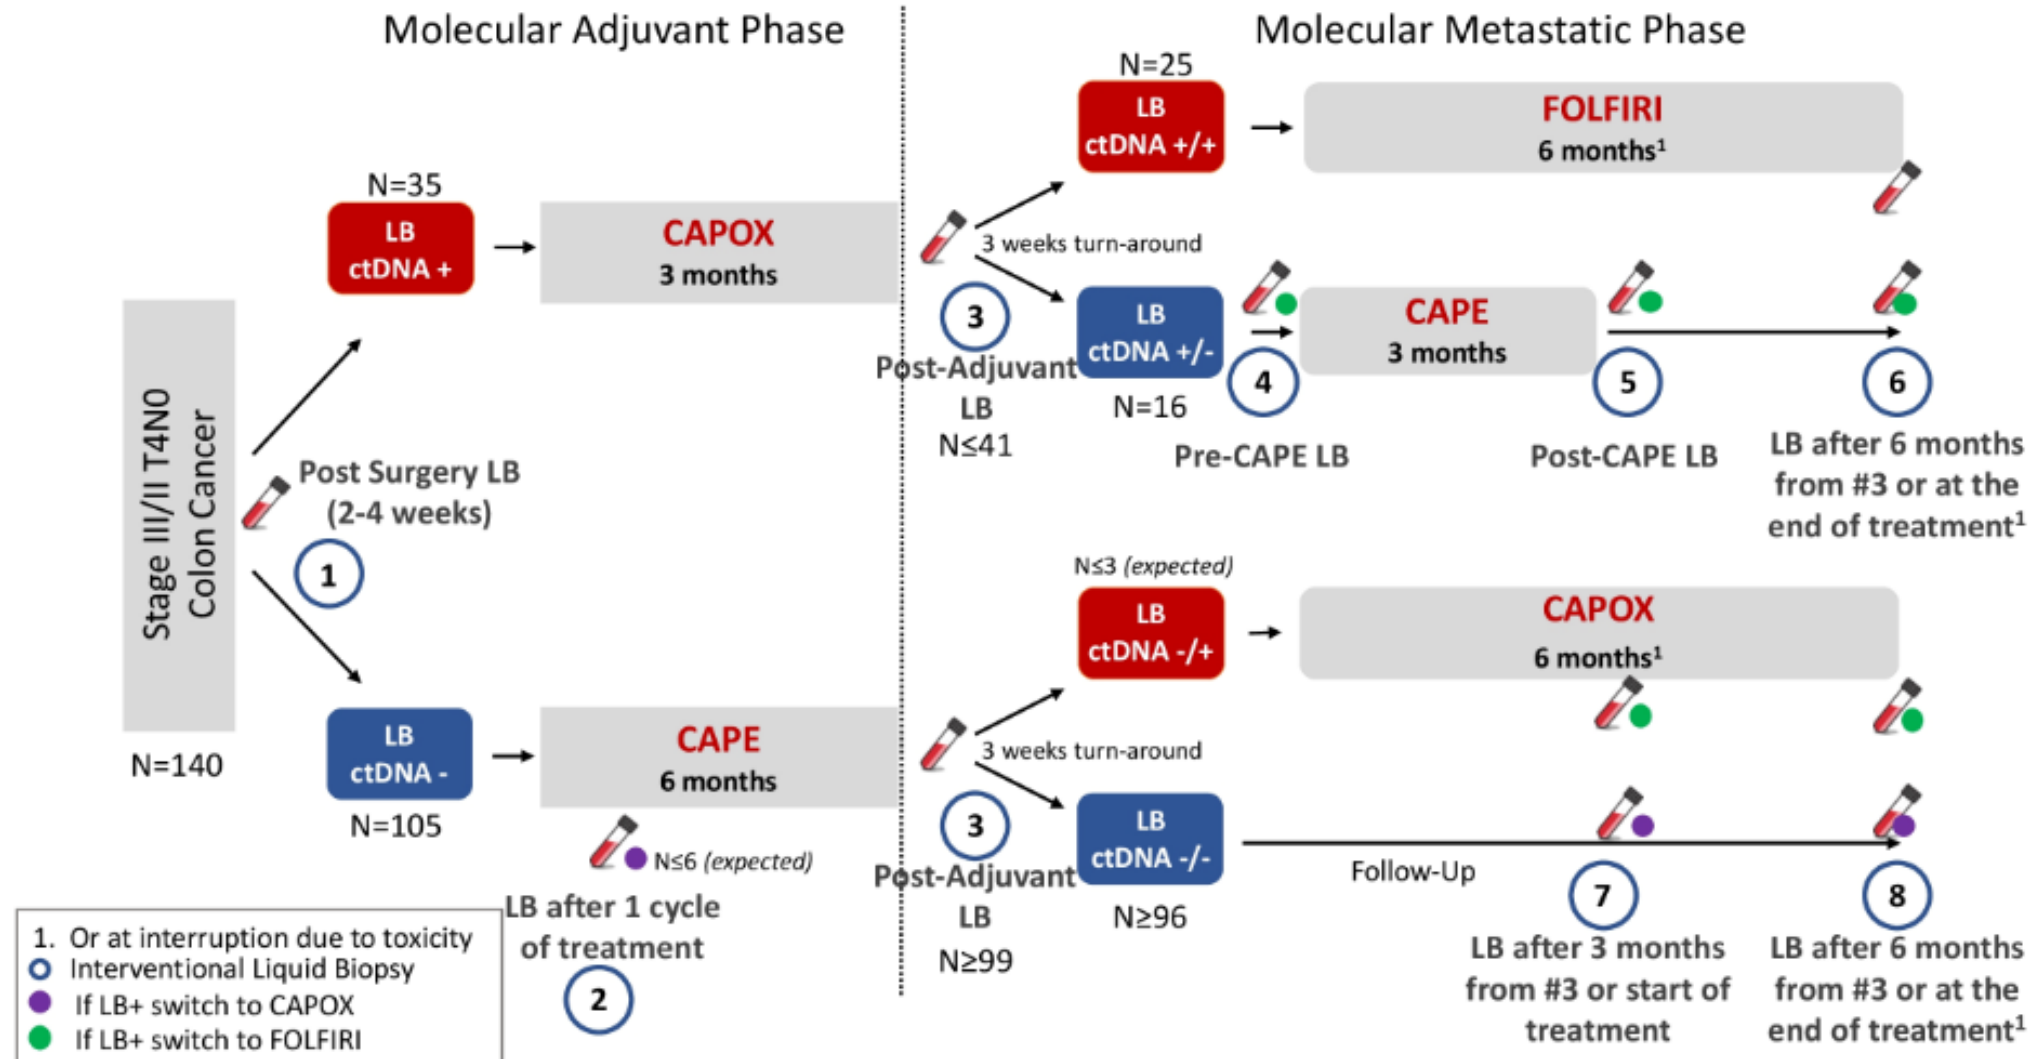 Molecular Adjuvant Phase
Molecular Metastatic Phase
Stage III/II T4N0
Colon Cancer
N=140
Post Surgery LB
(2-4 weeks)
1
N=35
LB
ctDNA +
CAPOX
3 months
LB
ctDNA -
N=105
CAPE
6 months
N≤6 (expected)
LB after 1 cycle
of treatment
2
3 weeks turn-around
3
Post-Adjuvant
LB
N≤41
N=25
LB
ctDNA +/+
FOLFIRI
6 months¹
LB
ctDNA +/-
N=16
4
Pre-CAPE LB
CAPE
3 months
5
Post-CAPE LB
6
LB after 6 months
from #3 or at the
end of treatment¹
3 weeks turn-around
3
Post-Adjuvant
LB
N≥99
N≤3 (expected)
LB
ctDNA -/+
CAPOX
6 months¹
LB
ctDNA -/-
N≥96
Follow-Up
7
LB after 3 months
from #3 or start of
treatment
8
LB after 6 months
from #3 or at the
end of treatment¹
1. Or at interruption due to toxicity
Interventional Liquid Biopsy
If LB+ switch to CAPOX
If LB+ switch to FOLFIRI